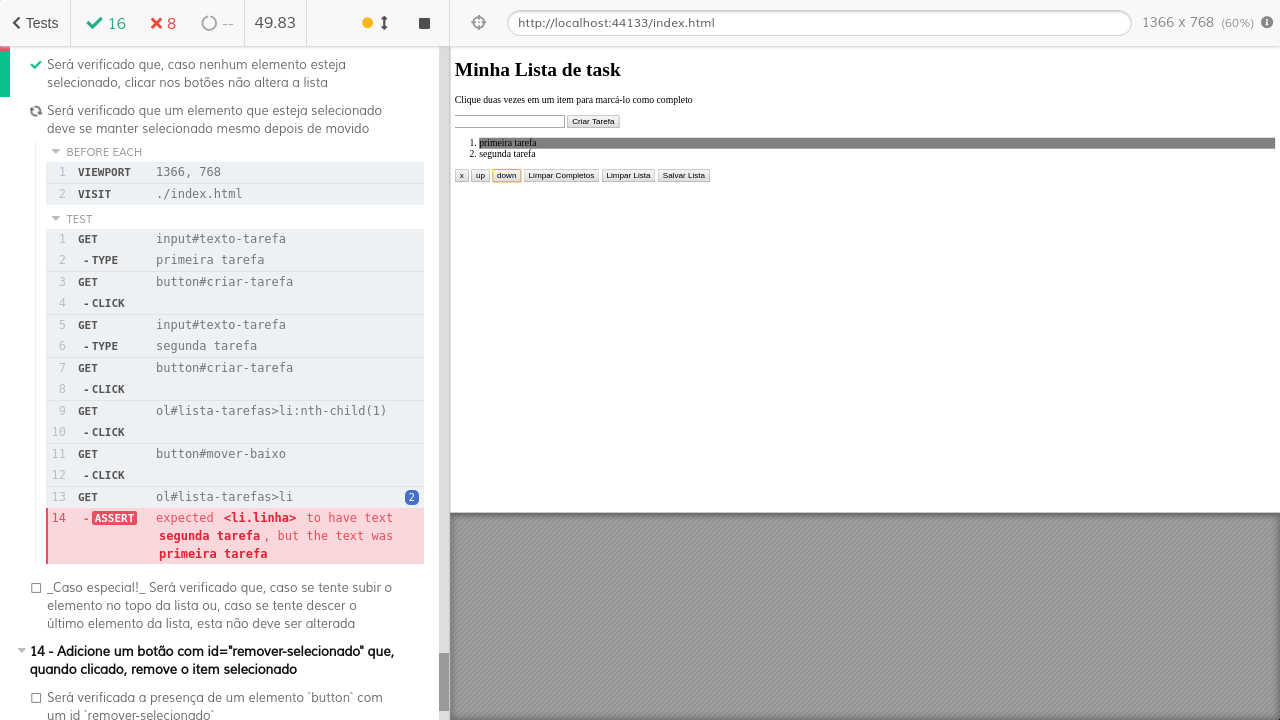 Tests
16
8
--
49.83
http://localhost:44133/index.html
1366 x 768 (60%)
Será verificado que, caso nenhum elemento esteja
selecionado, clicar nos botões não altera a lista
Será verificado que um elemento que esteja selecionado
deve se manter selecionado mesmo depois de movido
BEFORE EACH
1 VIEWPORT 1366, 768
2 VISIT ./index.html
TEST
1 GET input#texto-tarefa
2 -TYPE primeira tarefa
3 GET button#criar-tarefa
4 -CLICK
5 GET input#texto-tarefa
6 -TYPE segunda tarefa
7 GET button#criar-tarefa
8 -CLICK
9 GET ol#lista-tarefas>li:nth-child(1)
10 -CLICK
11 GET button#mover-baixo
12 -CLICK
13 GET ol#lista-tarefas>li 2
14 -ASSERT expected <li.linha> to have text
segunda tarefa, but the text was
primeira tarefa
_Caso especial!_ Será verificado que, caso se tente subir o
elemento no topo da lista ou, caso se tente descer o
último elemento da lista, esta não deve ser alterada
14 - Adicione um botão com id="remover-selecionado" que,
quando clicado, remove o item selecionado
Será verificada a presença de um elemento `button` com
um id `remover-selecionado`
Minha Lista de task
Clique duas vezes em um item para marcá-lo como completo
Criar Tarefa
1. primeira tarefa
2. segunda tarefa
x up down Limpar Completos Limpar Lista Salvar Lista